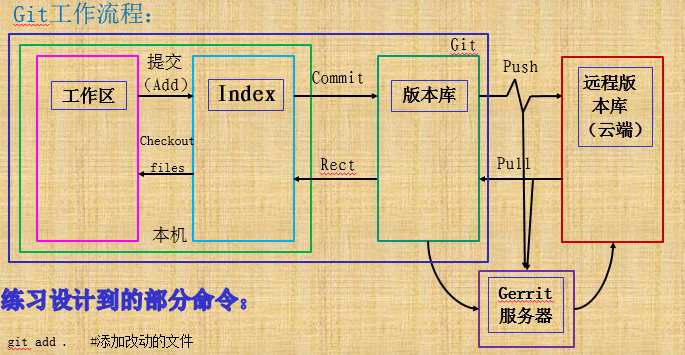 Git工作流程：
Git
提交
（Add）
Commit
Push
工作区
Index
版本库
远程版
本库
（云端）
Checkout
files
Rect
Pull
本机
练习设计到的部分命令：
Gerrit
服务器
git add . #添加改动的文件